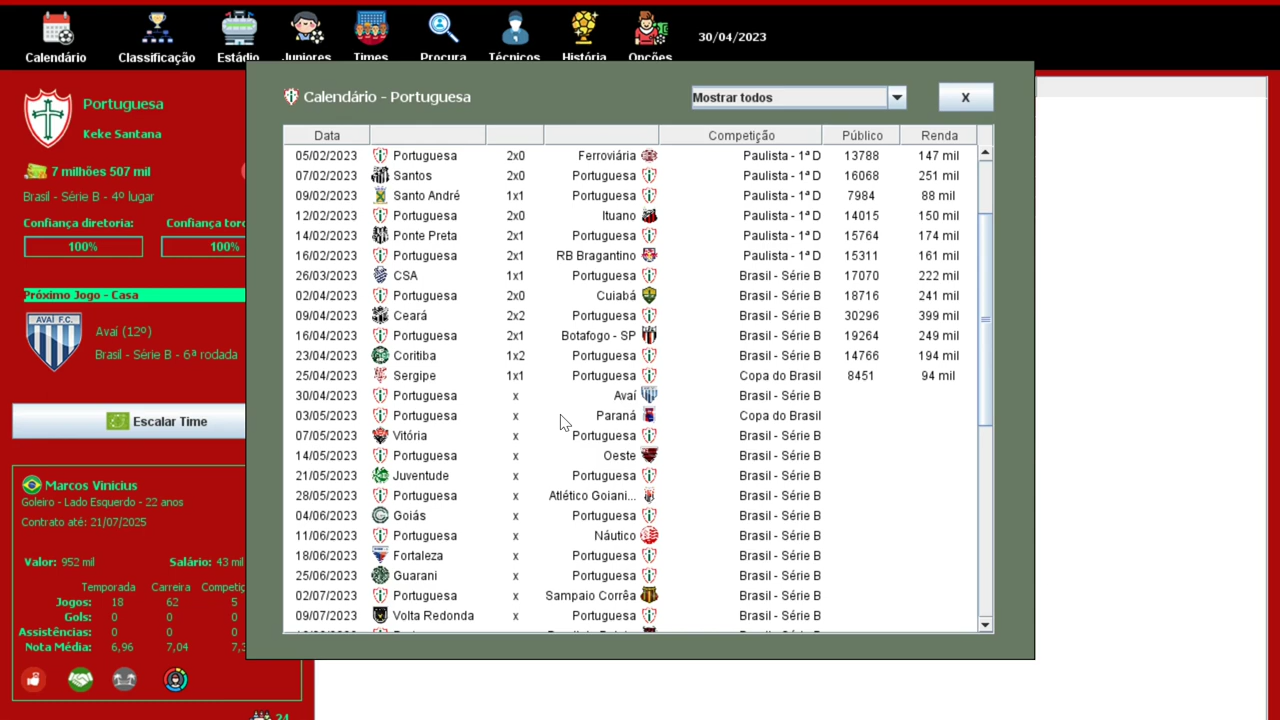 Calendário Classificação Estádio Juniores Times Procura Técnicos História Opções 30/04/2023
Portuguesa
Keke Santana
7 milhões 507 mil
Brasil - Série B - 4º lugar
Confiança diretoria:
100% 100%
Próximo Jogo - Casa
AVAÍ F.C.
Avaí (12º)
Brasil - Série B - 6ª rodada
Escalar Time
Marcos Vinicius
Goleiro - Lado Esquerdo - 22 anos
Contrato até: 21/07/2025
Valor: 952 mil Salário: 43 mil
Temporada Carreira
Jogos: 18 62 5
Gols: 0 0 0
Assistências: 0 0 0
Nota Média: 6,96 7,04
24
Calendário - Portuguesa Mostrar todos X
Data Competição Público Renda
05/02/2023 Portuguesa 2x0 Ferroviária Paulista - 1ª D 13788 147 mil
07/02/2023 Santos 2x0 Portuguesa Paulista - 1ª D 16068 251 mil
09/02/2023 Santo André 1x1 Portuguesa Paulista - 1ª D 7984 88 mil
12/02/2023 Portuguesa 2x0 Ituano Paulista - 1ª D 14015 150 mil
14/02/2023 Ponte Preta 2x1 Portuguesa Paulista - 1ª D 15764 174 mil
16/02/2023 Portuguesa 2x1 RB Bragantino Paulista - 1ª D 15311 161 mil
26/03/2023 CSA 1x1 Portuguesa Brasil - Série B 17070 222 mil
02/04/2023 Portuguesa 2x0 Cuiabá Brasil - Série B 18716 241 mil
09/04/2023 Ceará 2x2 Portuguesa Brasil - Série B 30296 399 mil
16/04/2023 Portuguesa 2x1 Botafogo - SP Brasil - Série B 19264 249 mil
23/04/2023 Coritiba 1x2 Portuguesa Brasil - Série B 14766 194 mil
25/04/2023 Sergipe 1x1 Portuguesa Copa do Brasil 8451 94 mil
30/04/2023 Portuguesa x Avaí Brasil - Série B
03/05/2023 Portuguesa x Paraná Copa do Brasil
07/05/2023 Vitória x Portuguesa Brasil - Série B
14/05/2023 Portuguesa x Oeste Brasil - Série B
21/05/2023 Juventude x Portuguesa Brasil - Série B
28/05/2023 Portuguesa x Atlético Goiani... Brasil - Série B
04/06/2023 Goiás x Portuguesa Brasil - Série B
11/06/2023 Portuguesa x Náutico Brasil - Série B
18/06/2023 Fortaleza x Portuguesa Brasil - Série B
25/06/2023 Guarani x Portuguesa Brasil - Série B
02/07/2023 Portuguesa x Sampaio Corrêa Brasil - Série B
09/07/2023 Volta Redonda x Portuguesa Brasil - Série B